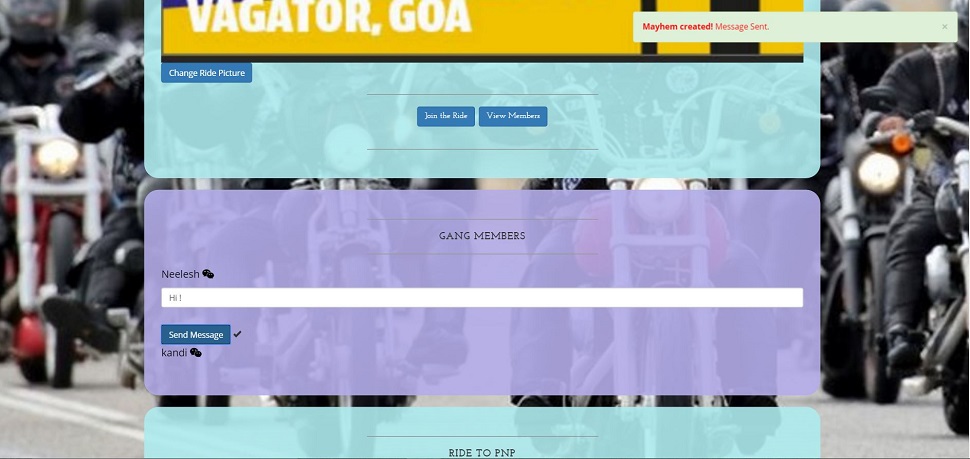 VAGATOR, GOA
Mayhem created! Message Sent.
×
Change Ride Picture
Join the Ride
View Members
GANG MEMBERS
Neelesh
Hi !
Send Message
kandi
RIDE TO PNP